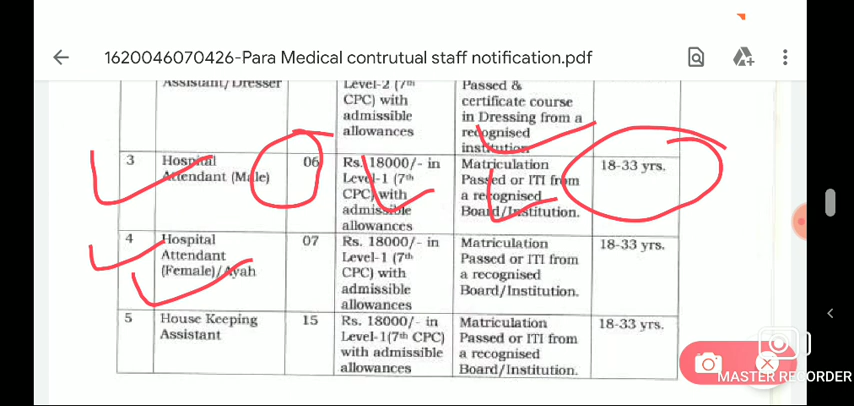 1620046070426-Para Medical contrutual staff notification.pdf
Assistant/Dresser
Level-2 (7th
CPC) with
admissible
allowances
Passed &
certificate course
in Dressing from a
recognised
institution
3
Hospital
Attendant (Male)
06
Rs. 18000/- in
Level-1 (7th
CPC) with
admissible
allowances
Matriculation
Passed or ITI from
a recognised
Board/Institution.
18-33 yrs.
4
Hospital
Attendant
(Female)/Ayah
07
Rs. 18000/- in
Level-1 (7th
CPC) with
admissible
allowances
Matriculation
Passed or ITI from
a recognised
Board/Institution.
18-33 yrs.
5
House Keeping
Assistant
15
Rs. 18000/- in
Level-1(7th CPC)
with admissible
allowances
Matriculation
Passed or ITI from
a recognised
Board/Institution.
18-33 yrs.
MASTER RECORDER